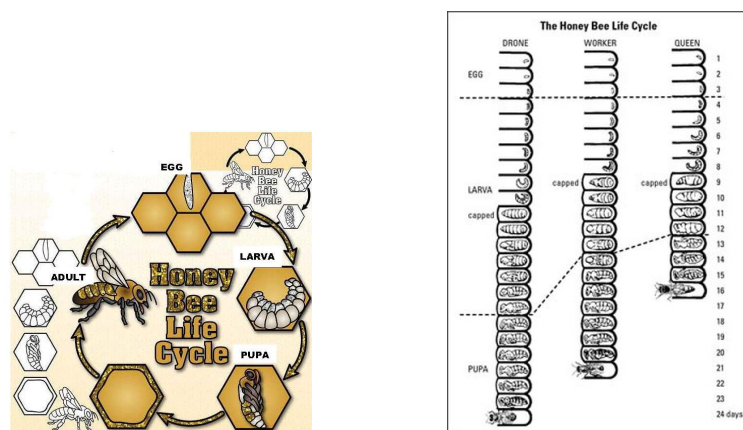 EGG
Honey
Bee
Life
Cycle
LARVA
ADULT
Honey
Bee
Life
Cycle
PUPA
The Honey Bee Life Cycle
DRONE WORKER QUEEN
1
EGG 2
3
4
5
6
7
8
capped capped 9
LARVA 10
capped 11
12
13
14
15
16
17
18
19
20
PUPA 21
22
23
24 days